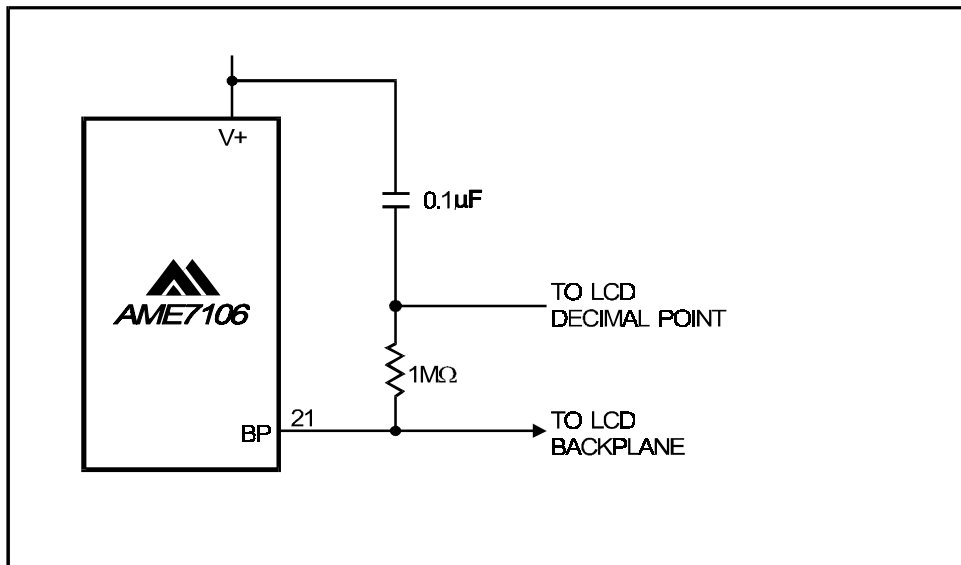 V+
0.1µF
AME7106
TO LCD
DECIMAL POINT
1MΩ
21
BP
TO LCD
BACKPLANE